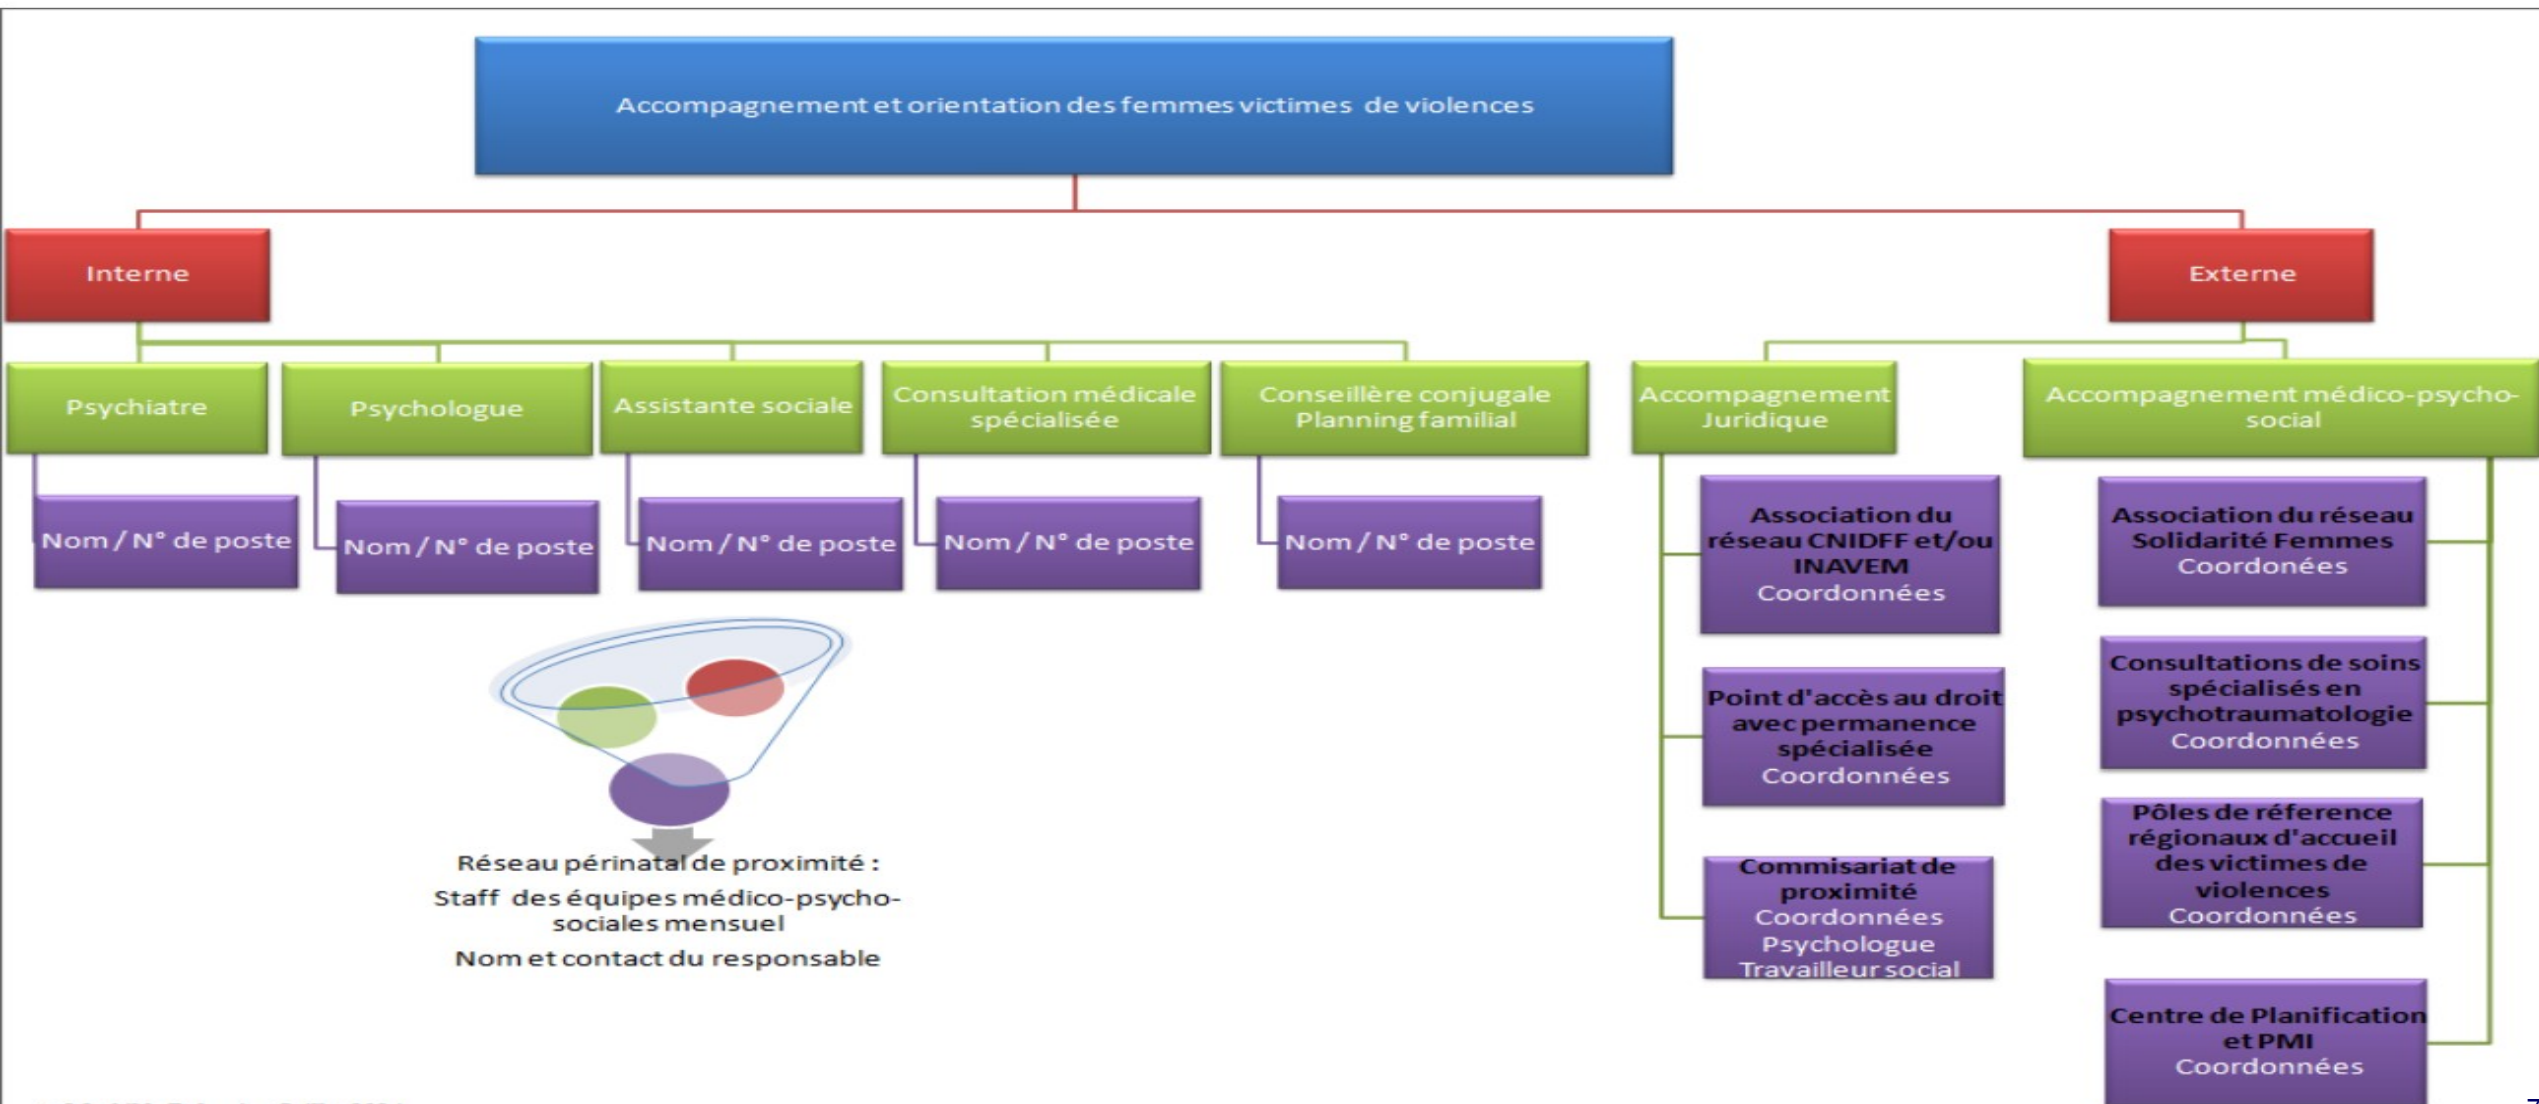 Accompagnement et orientation des femmes victimes de violences
Interne
Externe
Psychiatre
Psychologue
Assistante sociale
Consultation médicale
spécialisée
Conseillère conjugale
Planning familial
Accompagnement
Juridique
Accompagnement médico-psycho-
social
Nom / N° de poste
Nom / N° de poste
Nom / N° de poste
Nom / N° de poste
Nom / N° de poste
Association du
réseau CNIDFF et/ou
INAVEM
Coordonnées
Point d'accès au droit
avec permanence
spécialisée
Coordonnées
Commisariat de
proximité
Coordonnées
Psychologue
Travailleur social
Association du réseau
Solidarité Femmes
Coordonées
Consultations de soins
spécialisés en
psychotraumatologie
Coordonnées
Pôles de réference
régionaux d'accueil
des victimes de
violences
Coordonnées
Centre de Planification
et PMI
Coordonnées
Réseau périnatal de proximité :
Staff des équipes médico-psycho-
sociales mensuel
Nom et contact du responsable